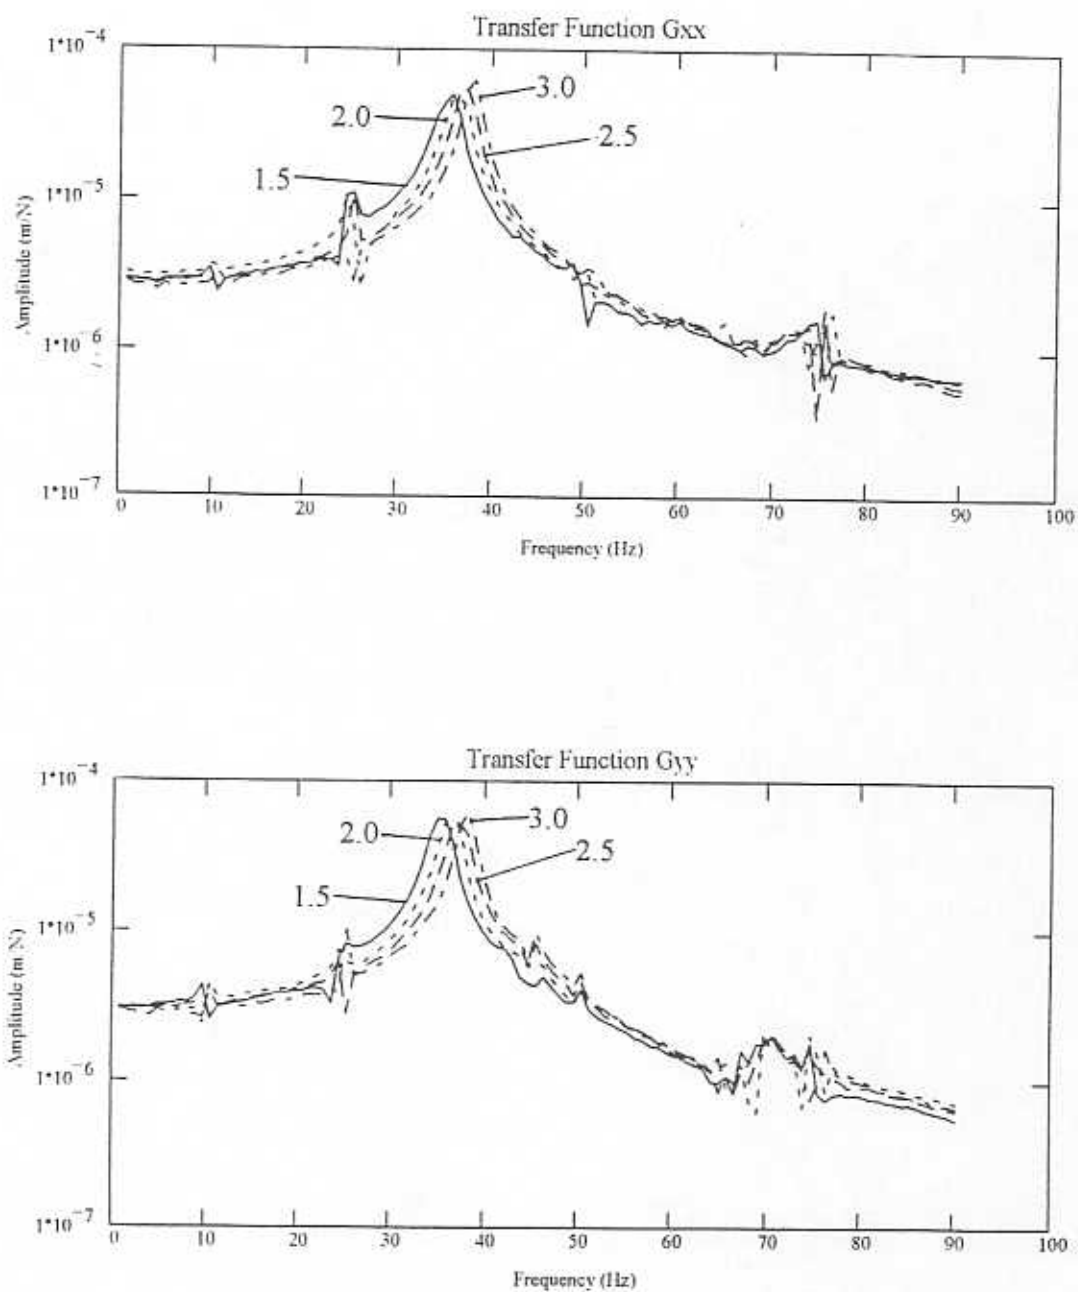 Transfer Function Gxx
1*10⁻⁴
3.0
2.0
2.5
1.5
1*10⁻⁵
Amplitude (m/N)
1*10⁻⁶
1*10⁻⁷
0 10 20 30 40 50 60 70 80 90 100
Frequency (Hz)
Transfer Function Gyy
1*10⁻⁴
3.0
2.0
2.5
1.5
1*10⁻⁵
Amplitude (m/N)
1*10⁻⁶
1*10⁻⁷
0 10 20 30 40 50 60 70 80 90 100
Frequency (Hz)